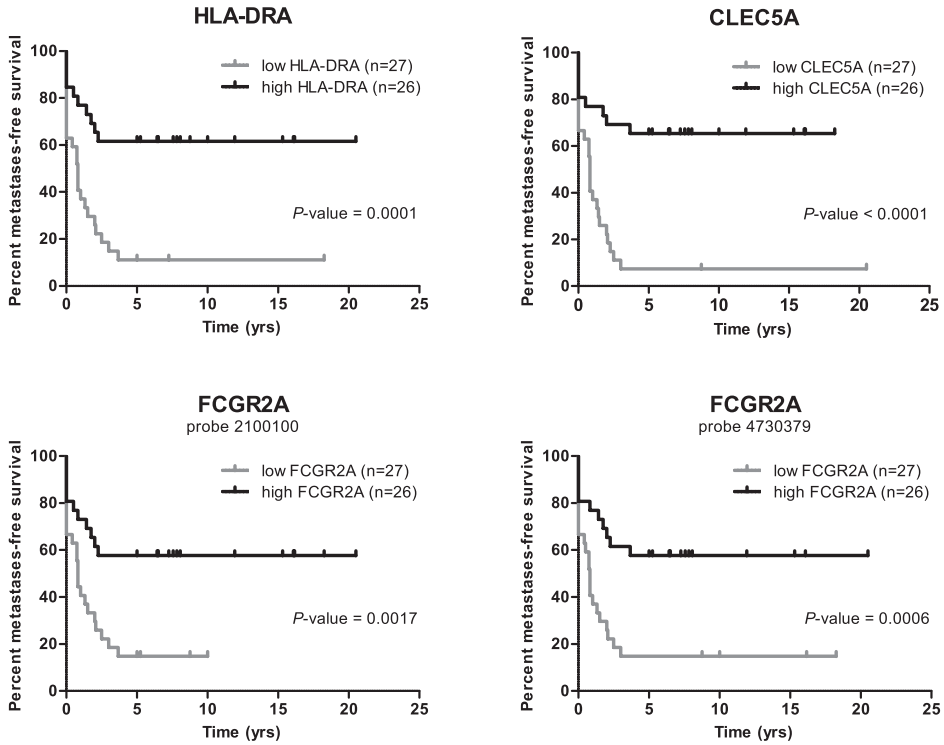 HLA-DRA
Percent metastases-free survival
100
80
60
40
20
0
low HLA-DRA (n=27)
high HLA-DRA (n=26)
P-value = 0.0001
0 5 10 15 20 25
Time (yrs)
CLEC5A
Percent metastases-free survival
100
80
60
40
20
0
low CLEC5A (n=27)
high CLEC5A (n=26)
P-value < 0.0001
0 5 10 15 20 25
Time (yrs)
FCGR2A
probe 2100100
Percent metastases-free survival
100
80
60
40
20
0
low FCGR2A (n=27)
high FCGR2A (n=26)
P-value = 0.0017
0 5 10 15 20 25
Time (yrs)
FCGR2A
probe 4730379
Percent metastases-free survival
100
80
60
40
20
0
low FCGR2A (n=27)
high FCGR2A (n=26)
P-value = 0.0006
0 5 10 15 20 25
Time (yrs)